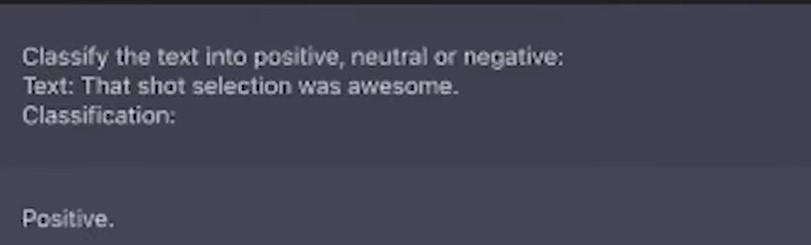 Classify the text into positive, neutral or negative:
Text: That shot selection was awesome.
Classification:
Positive.